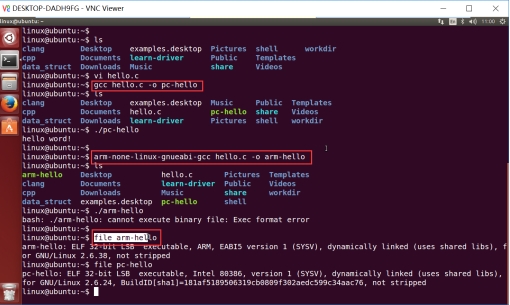 DESKTOP-DADH9FG - VNC Viewer
linux@ubuntu:~
11:00
linux@ubuntu:~$
linux@ubuntu:~$ ls
clang Desktop examples.desktop Pictures shell workdir
cpp Documents learn-driver Public Templates
data_struct Downloads Music share Videos
linux@ubuntu:~$ vi hello.c
linux@ubuntu:~$ gcc hello.c -o pc-hello
linux@ubuntu:~$ ls
clang Desktop examples.desktop Music Public Templates
cpp Documents hello.c pc-hello share Videos
data_struct Downloads learn-driver Pictures shell workdir
linux@ubuntu:~$ ./pc-hello
hello word!
linux@ubuntu:~$
linux@ubuntu:~$ arm-none-linux-gnueabi-gcc hello.c -o arm-hello
linux@ubuntu:~$ ls
arm-hello Desktop hello.c Pictures Templates
clang Documents learn-driver Public Videos
cpp Downloads Music share workdir
data_struct examples.desktop pc-hello shell
linux@ubuntu:~$ ./arm-hello
bash: ./arm-hello: cannot execute binary file: Exec format error
linux@ubuntu:~$
linux@ubuntu:~$ file arm-hello
arm-hello: ELF 32-bit LSB executable, ARM, EABI5 version 1 (SYSV), dynamically linked (uses shared libs), f
or GNU/Linux 2.6.38, not stripped
linux@ubuntu:~$ file pc-hello
pc-hello: ELF 32-bit LSB executable, Intel 80386, version 1 (SYSV), dynamically linked (uses shared libs),
for GNU/Linux 2.6.24, BuildID[sha1]=181af5189506319cb0809f302aedc599c34aac76, not stripped
linux@ubuntu:~$